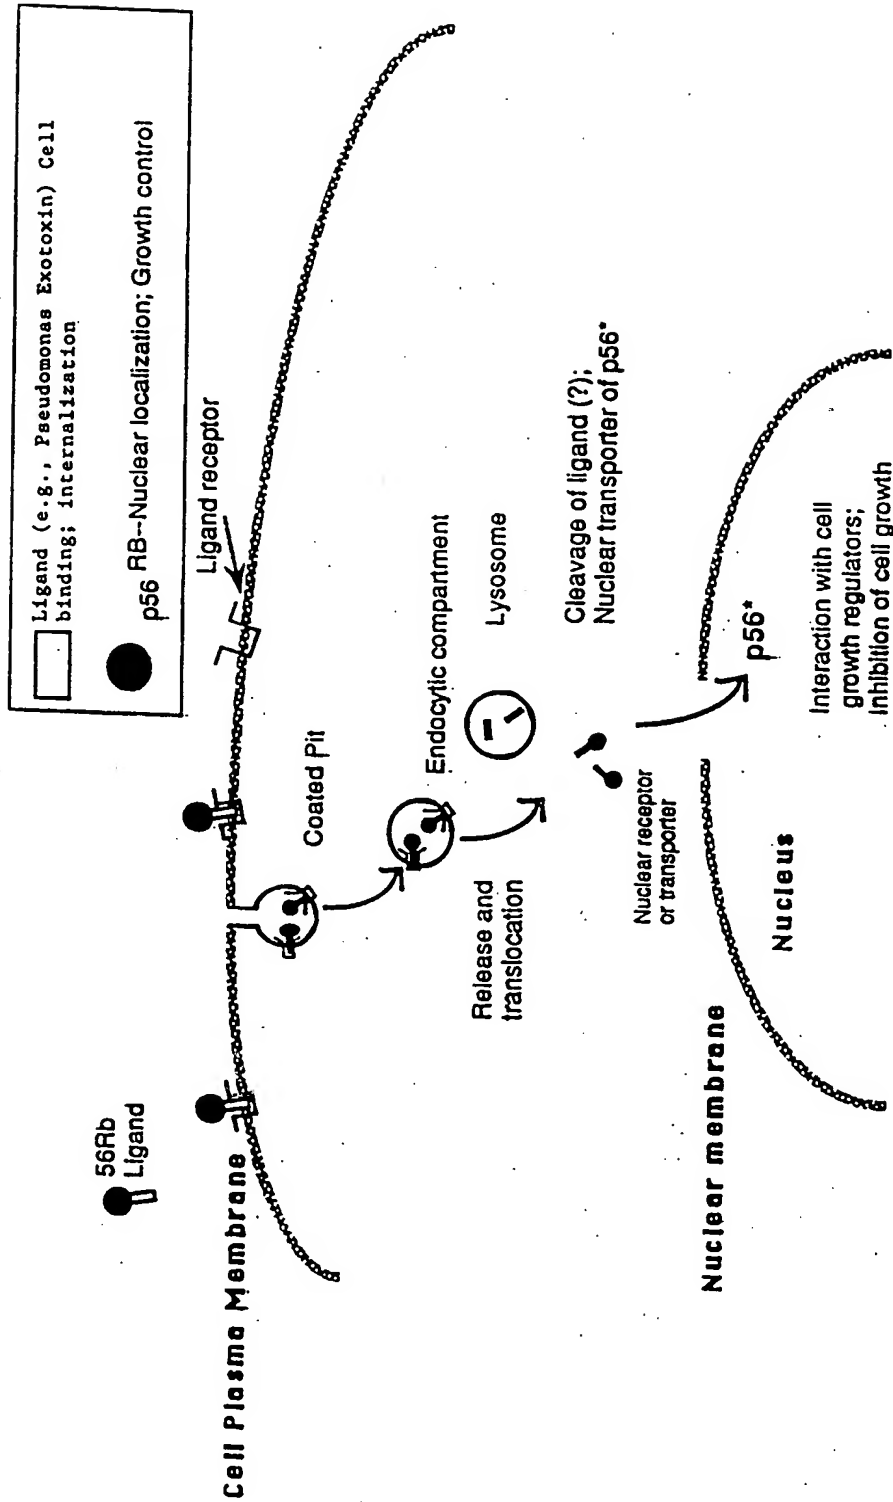 Ligand (e.g., Pseudomonas Exotoxin) Cell
binding; internalization
p56 RB--Nuclear localization; Growth control
56Rb
Ligand
Cell Plasma Membrane
Ligand receptor
Coated Pit
Endocytic compartment
Release and
translocation
Lysosome
Cleavage of ligand (?);
Nuclear transporter of p56*
Nuclear receptor
or transporter
Nuclear membrane
p56*
Nucleus
Interaction with cell
growth regulators;
Inhibition of cell growth